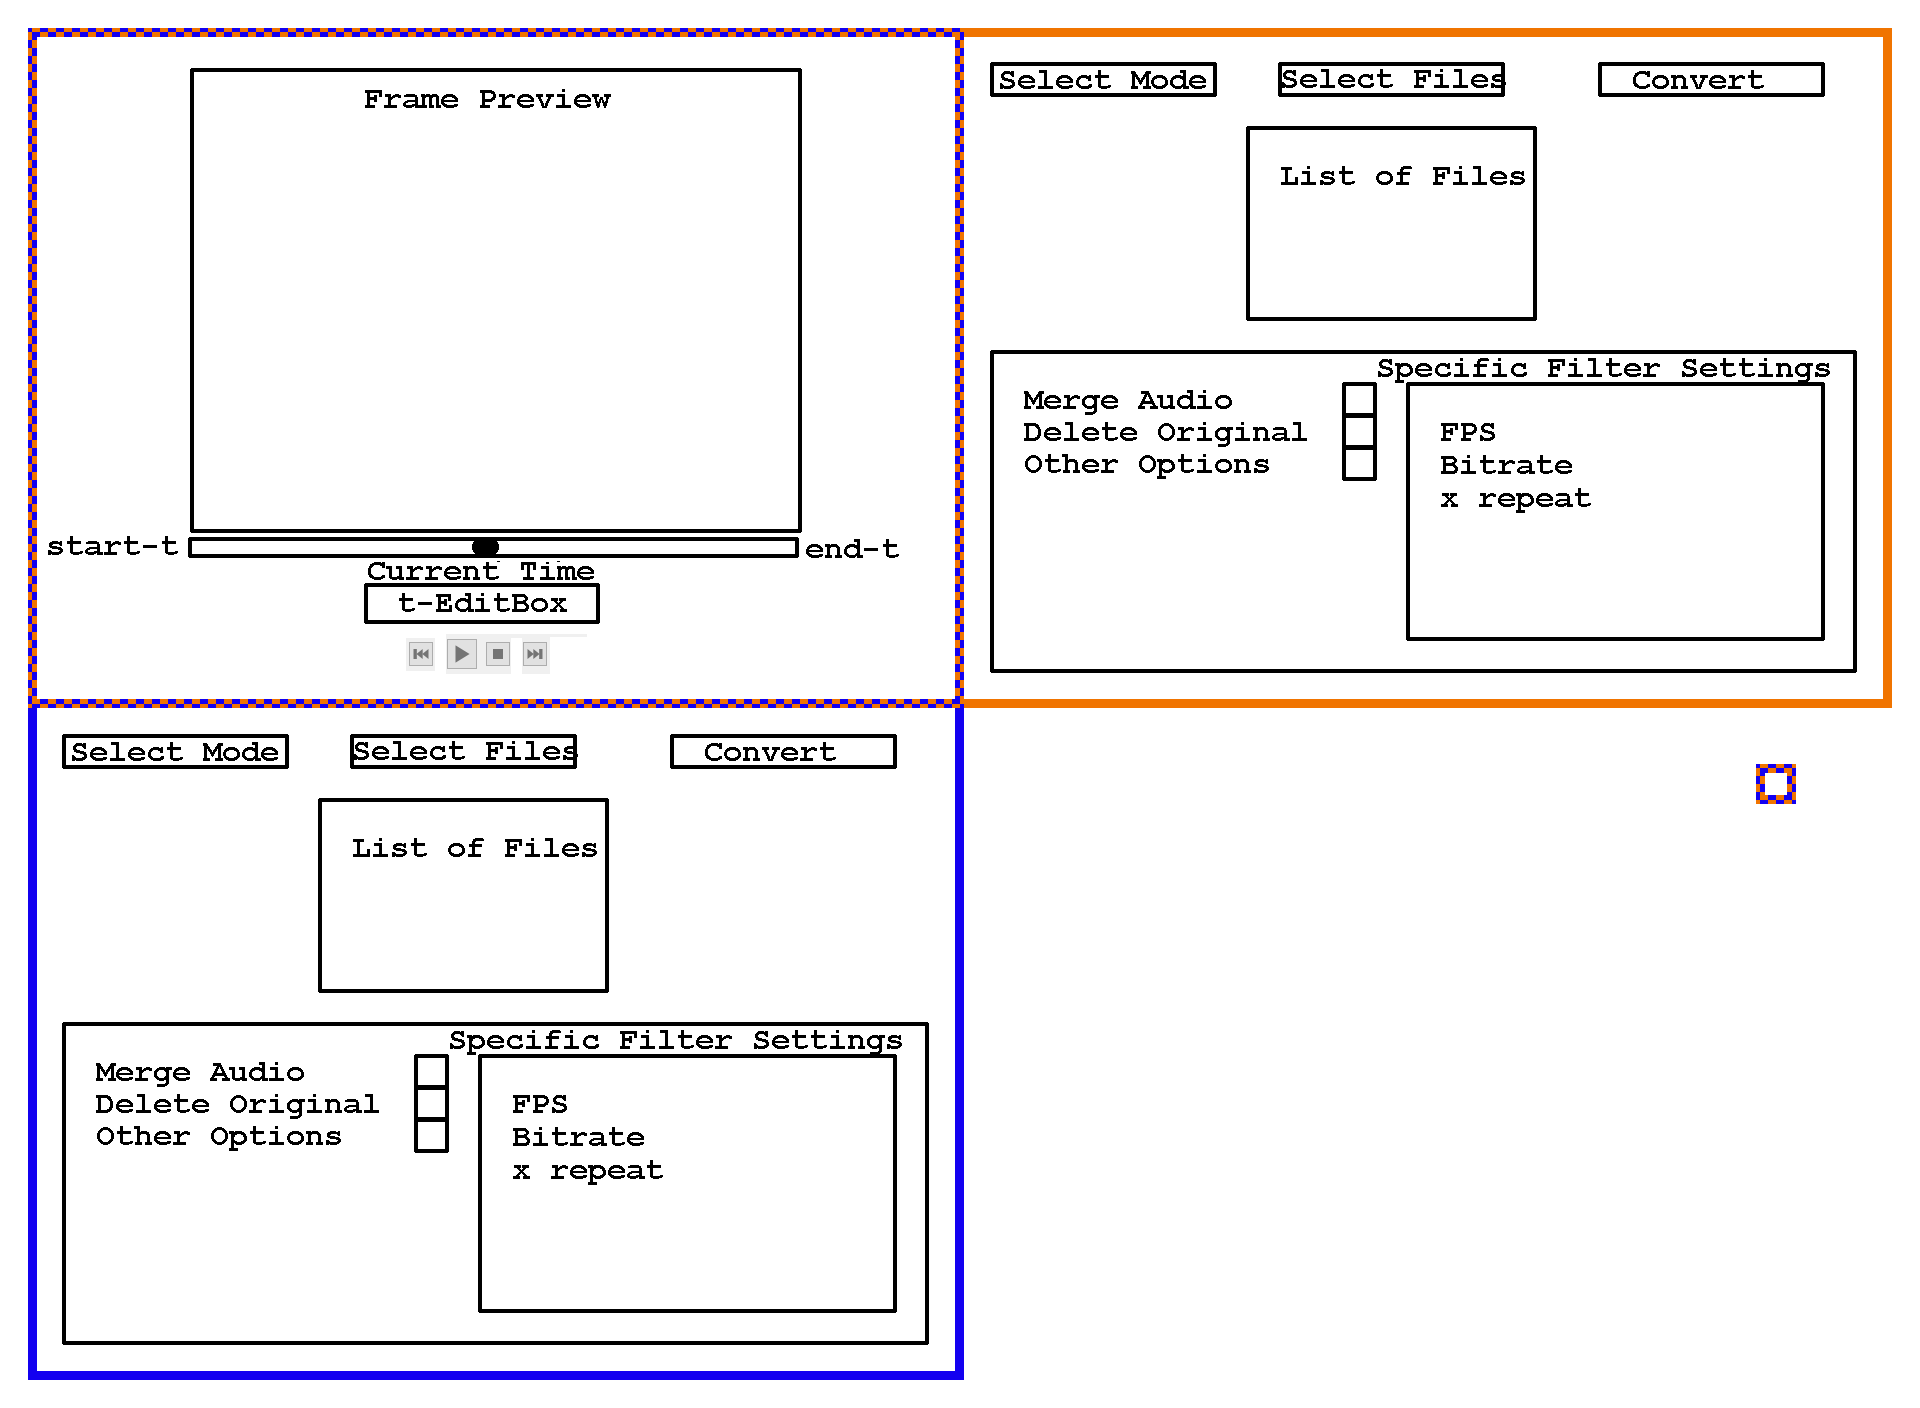 Frame Preview
start-t
end-t
Current Time
t-EditBox
Select Mode
Select Files
Convert
List of Files
Specific Filter Settings
Merge Audio
Delete Original
Other Options
FPS
Bitrate
x repeat
Select Mode
Select Files
Convert
List of Files
Specific Filter Settings
Merge Audio
Delete Original
Other Options
FPS
Bitrate
x repeat